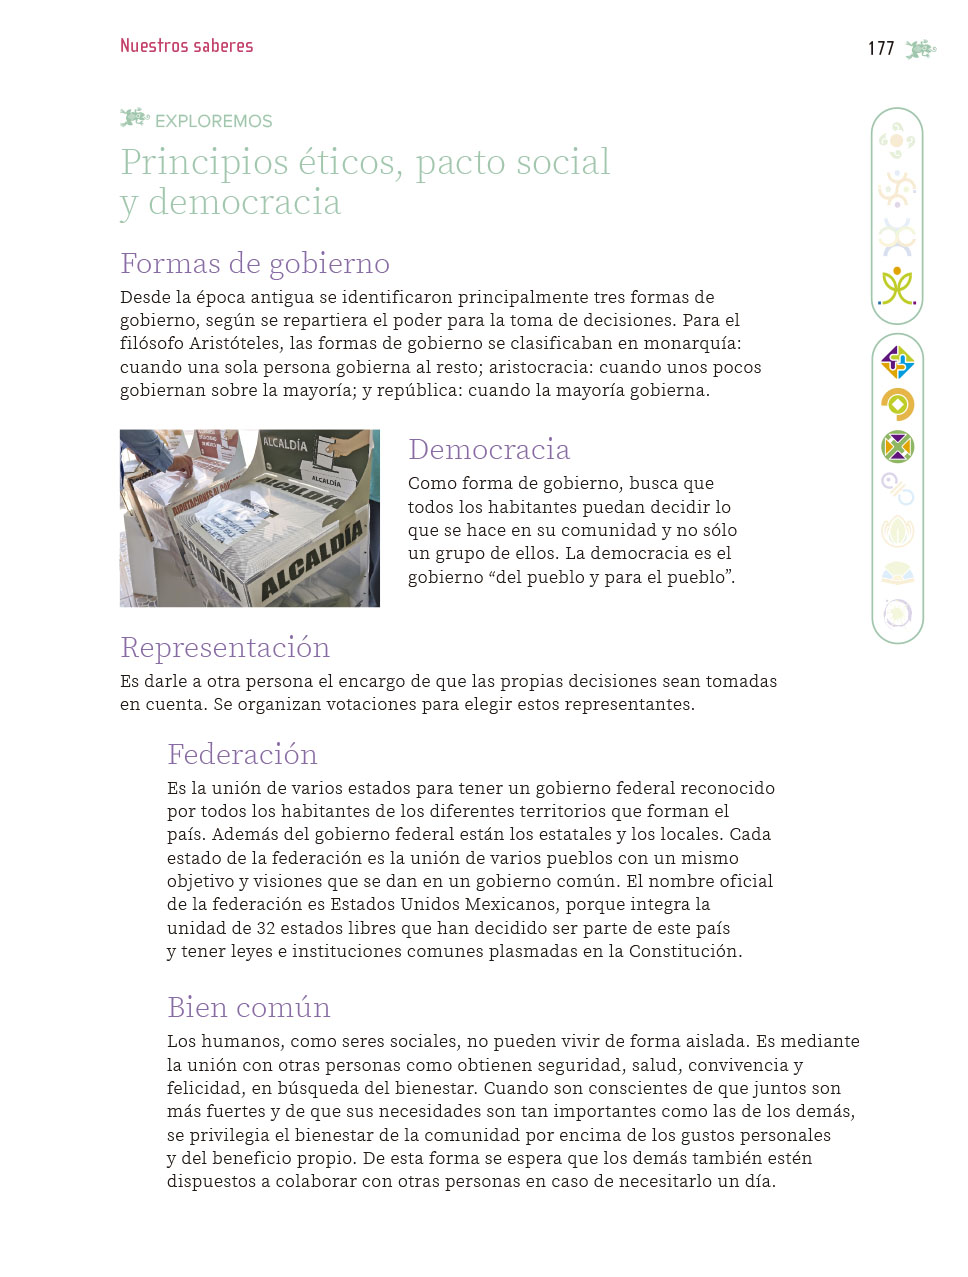 Nuestros saberes
177
EXPLOREMOS
Principios éticos, pacto social
y democracia
Formas de gobierno
Desde la época antigua se identificaron principalmente tres formas de
gobierno, según se repartiera el poder para la toma de decisiones. Para el
filósofo Aristóteles, las formas de gobierno se clasificaban en monarquía:
cuando una sola persona gobierna al resto; aristocracia: cuando unos pocos
gobiernan sobre la mayoría; y república: cuando la mayoría gobierna.
ALCALDÍA
ALCALDÍA
DIPUTACIONES AL CON
ALCALDÍA
ALCALDÍA
Democracia
Como forma de gobierno, busca que
todos los habitantes puedan decidir lo
que se hace en su comunidad y no sólo
un grupo de ellos. La democracia es el
gobierno “del pueblo y para el pueblo”.
Representación
Es darle a otra persona el encargo de que las propias decisiones sean tomadas
en cuenta. Se organizan votaciones para elegir estos representantes.
Federación
Es la unión de varios estados para tener un gobierno federal reconocido
por todos los habitantes de los diferentes territorios que forman el
país. Además del gobierno federal están los estatales y los locales. Cada
estado de la federación es la unión de varios pueblos con un mismo
objetivo y visiones que se dan en un gobierno común. El nombre oficial
de la federación es Estados Unidos Mexicanos, porque integra la
unidad de 32 estados libres que han decidido ser parte de este país
y tener leyes e instituciones comunes plasmadas en la Constitución.
Bien común
Los humanos, como seres sociales, no pueden vivir de forma aislada. Es mediante
la unión con otras personas como obtienen seguridad, salud, convivencia y
felicidad, en búsqueda del bienestar. Cuando son conscientes de que juntos son
más fuertes y de que sus necesidades son tan importantes como las de los demás,
se privilegia el bienestar de la comunidad por encima de los gustos personales
y del beneficio propio. De esta forma se espera que los demás también estén
dispuestos a colaborar con otras personas en caso de necesitarlo un día.